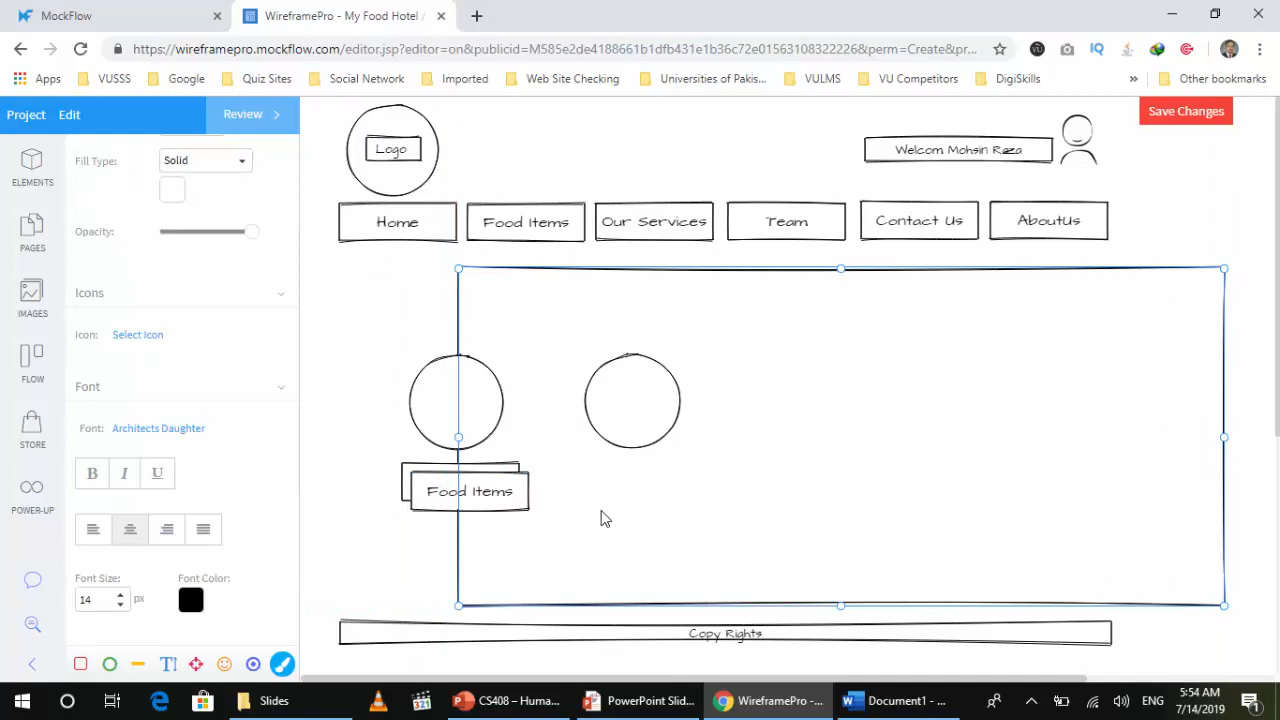 MockFlow
WireframePro - My Food Hotel /
https://wireframepro.mockflow.com/editor.jsp?editor=on&publicid=M585e2de4188661b1dfb431e1b36c72e01563108322226&perm=Create&pr...
Apps VUSSS Google Quiz Sites Social Network Imported Web Site Checking Universities of Pakis... VULMS VU Competitors DigiSkills » Other bookmarks
Project Edit Review
Save Changes
ELEMENTS
PAGES
IMAGES
FLOW
STORE
POWER-UP
Fill Type: Solid
Opacity:
Icons
Icon: Select Icon
Font
Font: Architects Daughter
B I U
Font Size: Font Color:
14 px
Logo
Welcom Mohsin Raza
Home Food Items Our Services Team Contact Us AboutUs
Food Items
Copy Rights
Slides
321
CS408 – Huma...
PowerPoint Slid...
WireframePro -...
Document1 - ...
ENG
5:54 AM
7/14/2019